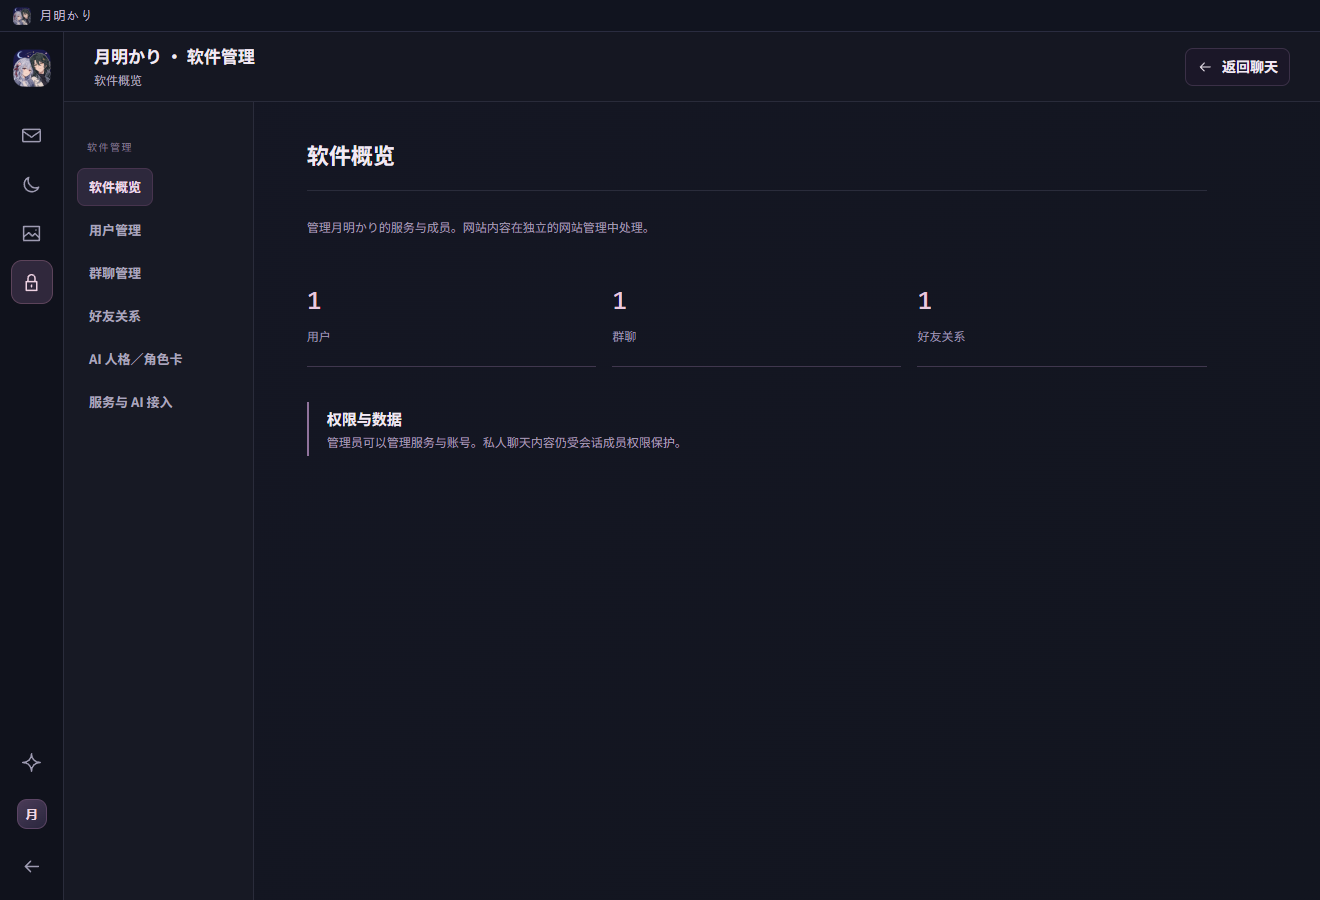 月明かり
月明かり · 软件管理
软件概览
← 返回聊天
软件管理
软件概览
用户管理
群聊管理
好友关系
AI 人格／角色卡
服务与 AI 接入
软件概览
管理月明かり的服务与成员。网站内容在独立的网站管理中处理。
1
用户
1
群聊
1
好友关系
权限与数据
管理员可以管理服务与账号。私人聊天内容仍受会话成员权限保护。
月